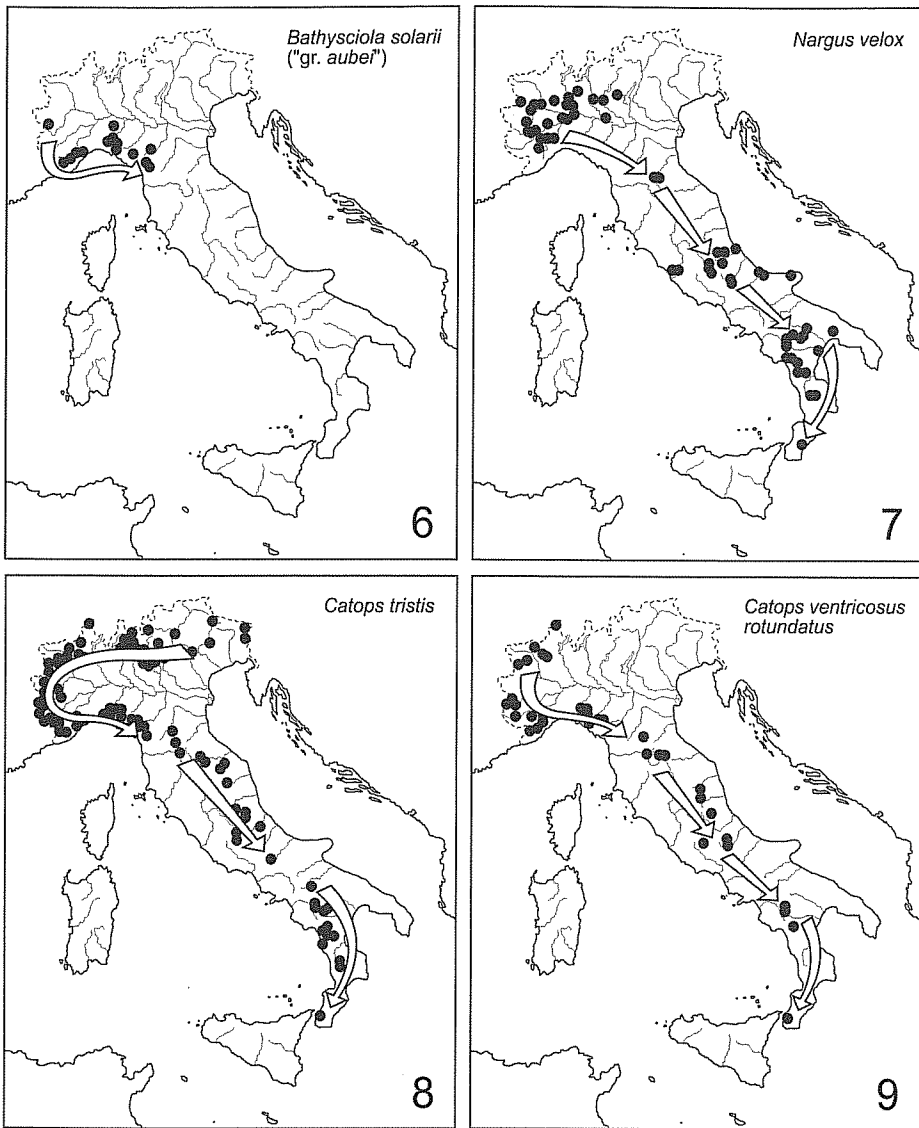 Bathysciola solarii
("gr. aubei")
6
Nargus velox
7
Catops tristis
8
Catops ventricosus
rotundatus
9